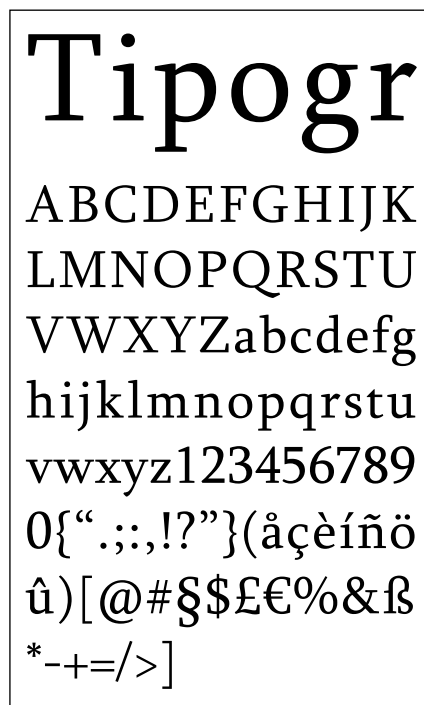 Tipogr
ABCDEFGHIJK
LMNOPQRSTU
VWXYZabcdefg
hijklmnopqrstu
vwxyz123456789
0{“.;:,!?”}(åçèíñö
û)[@#§$£€%&ß
*-+=/>]